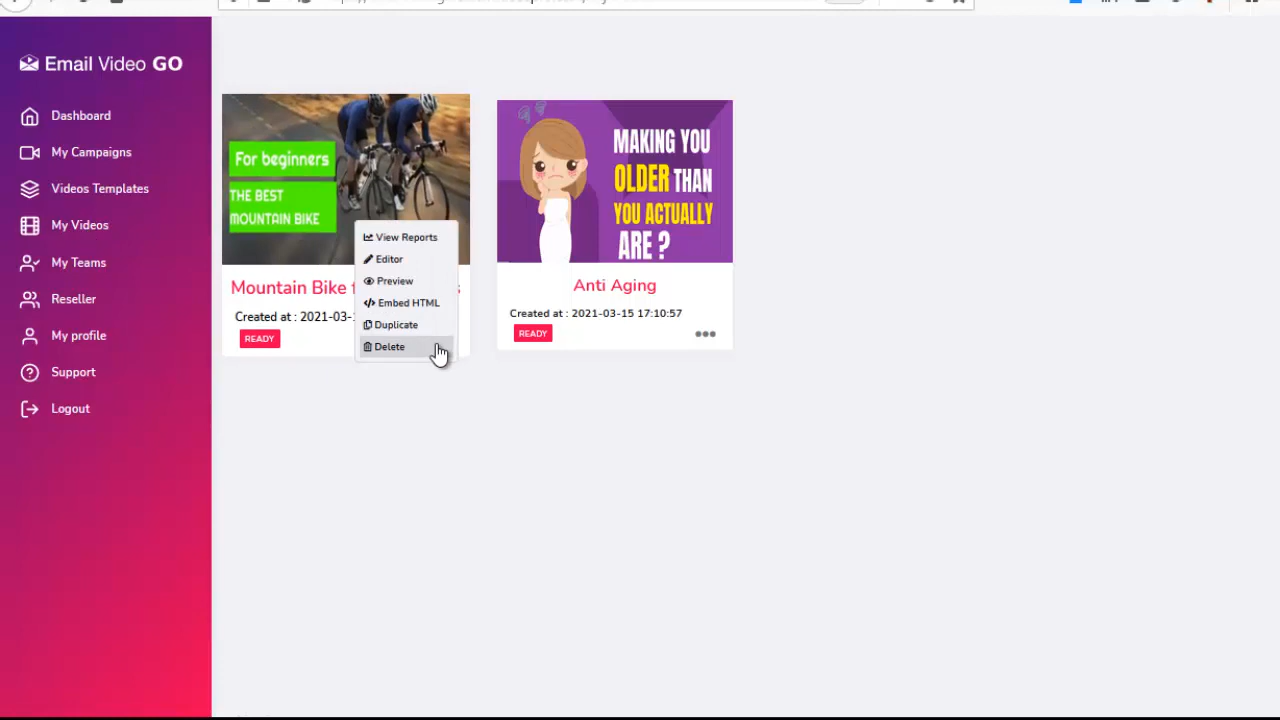 Email Video GO
Dashboard
My Campaigns
Videos Templates
My Videos
My Teams
Reseller
My profile
Support
Logout
For beginners
THE BEST
MOUNTAIN BIKE
View Reports
Editor
Preview
Embed HTML
Duplicate
Delete
Mountain Bike
Created at : 2021-03-
READY
MAKING YOU
OLDER THAN
YOU ACTUALLY
ARE ?
Anti Aging
Created at : 2021-03-15 17:10:57
READY